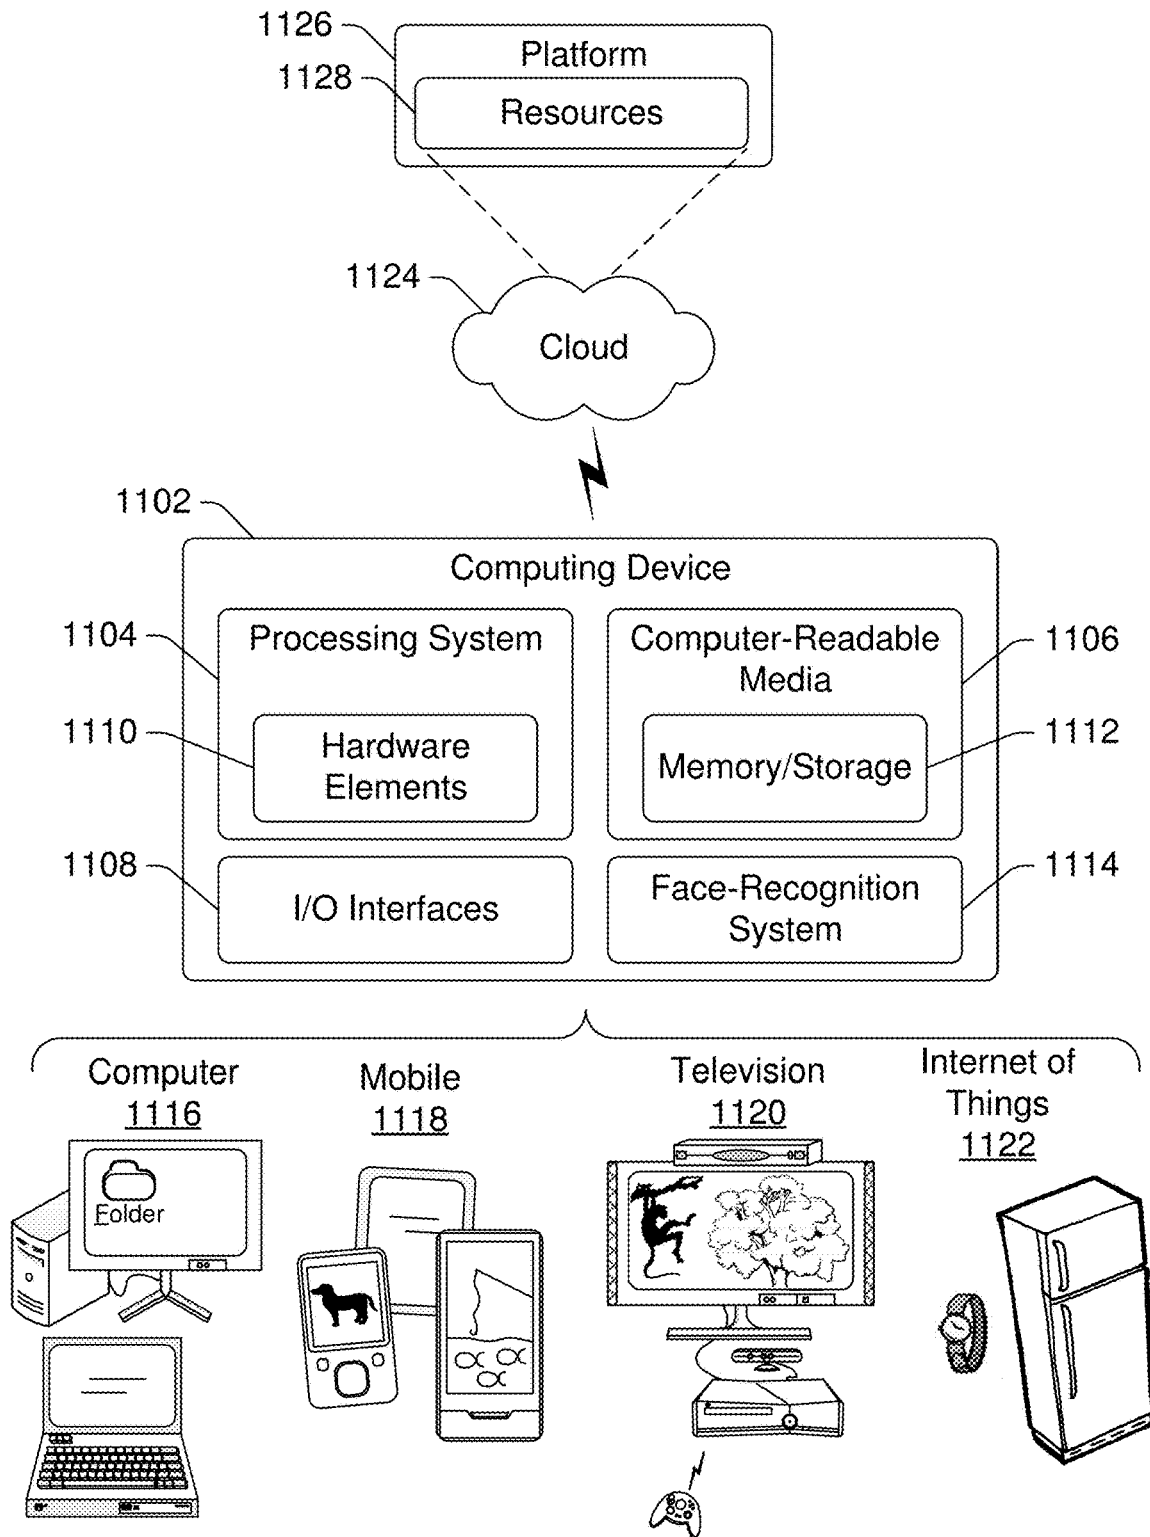 1126
Platform
1128
Resources
1124
Cloud
1102
Computing Device
1104
Processing System
1110
Hardware
Elements
Computer-Readable
Media
1106
Memory/Storage
1112
1108
I/O Interfaces
Face-Recognition
System
1114
Computer
1116
Folder
Mobile
1118
Television
1120
Internet of
Things
1122